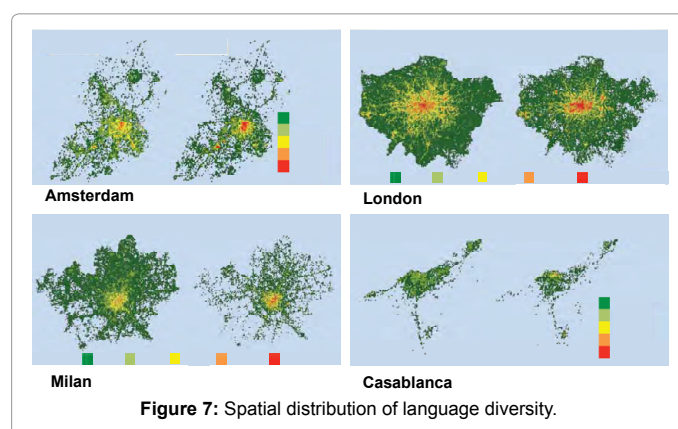 Amsterdam
London
Milan
Casablanca
Figure 7: Spatial distribution of language diversity.